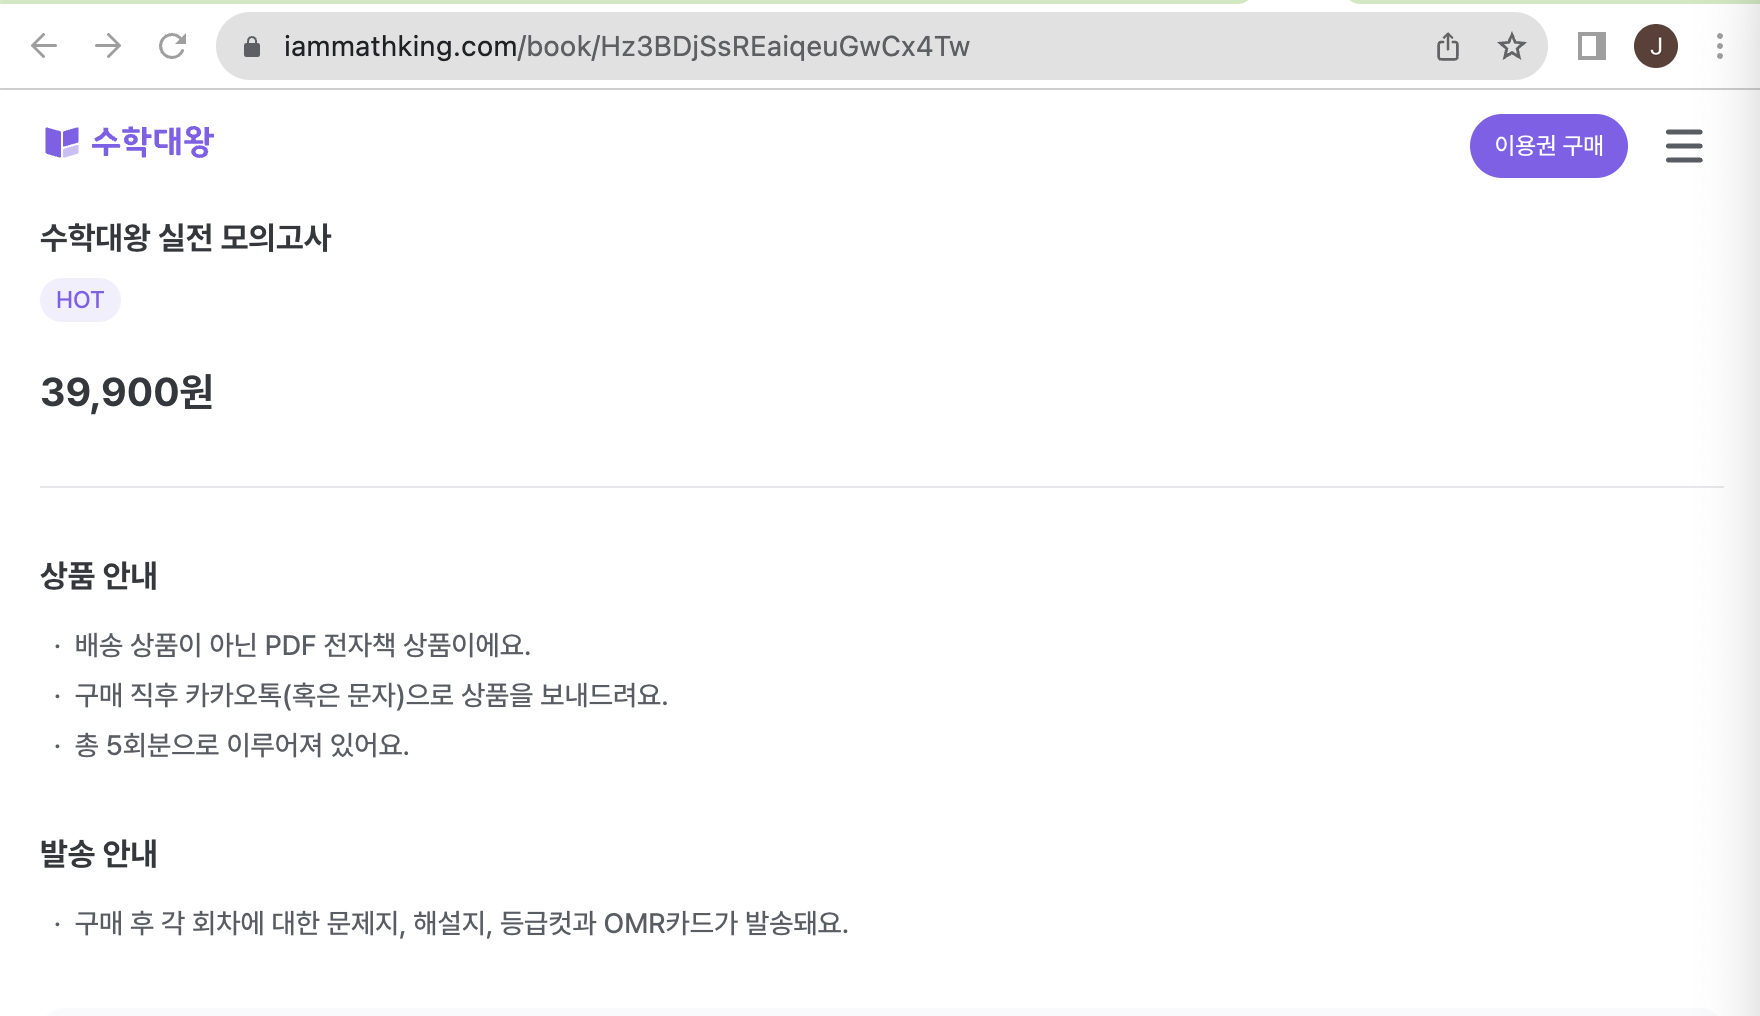 iammathking.com/book/Hz3BDjSsREaiqeuGwCx4Tw
J
수학대왕
이용권 구매
수학대왕 실전 모의고사
HOT
39,900원
상품 안내
· 배송 상품이 아닌 PDF 전자책 상품이에요.
· 구매 직후 카카오톡(혹은 문자)으로 상품을 보내드려요.
· 총 5회분으로 이루어져 있어요.
발송 안내
· 구매 후 각 회차에 대한 문제지, 해설지, 등급컷과 OMR카드가 발송돼요.